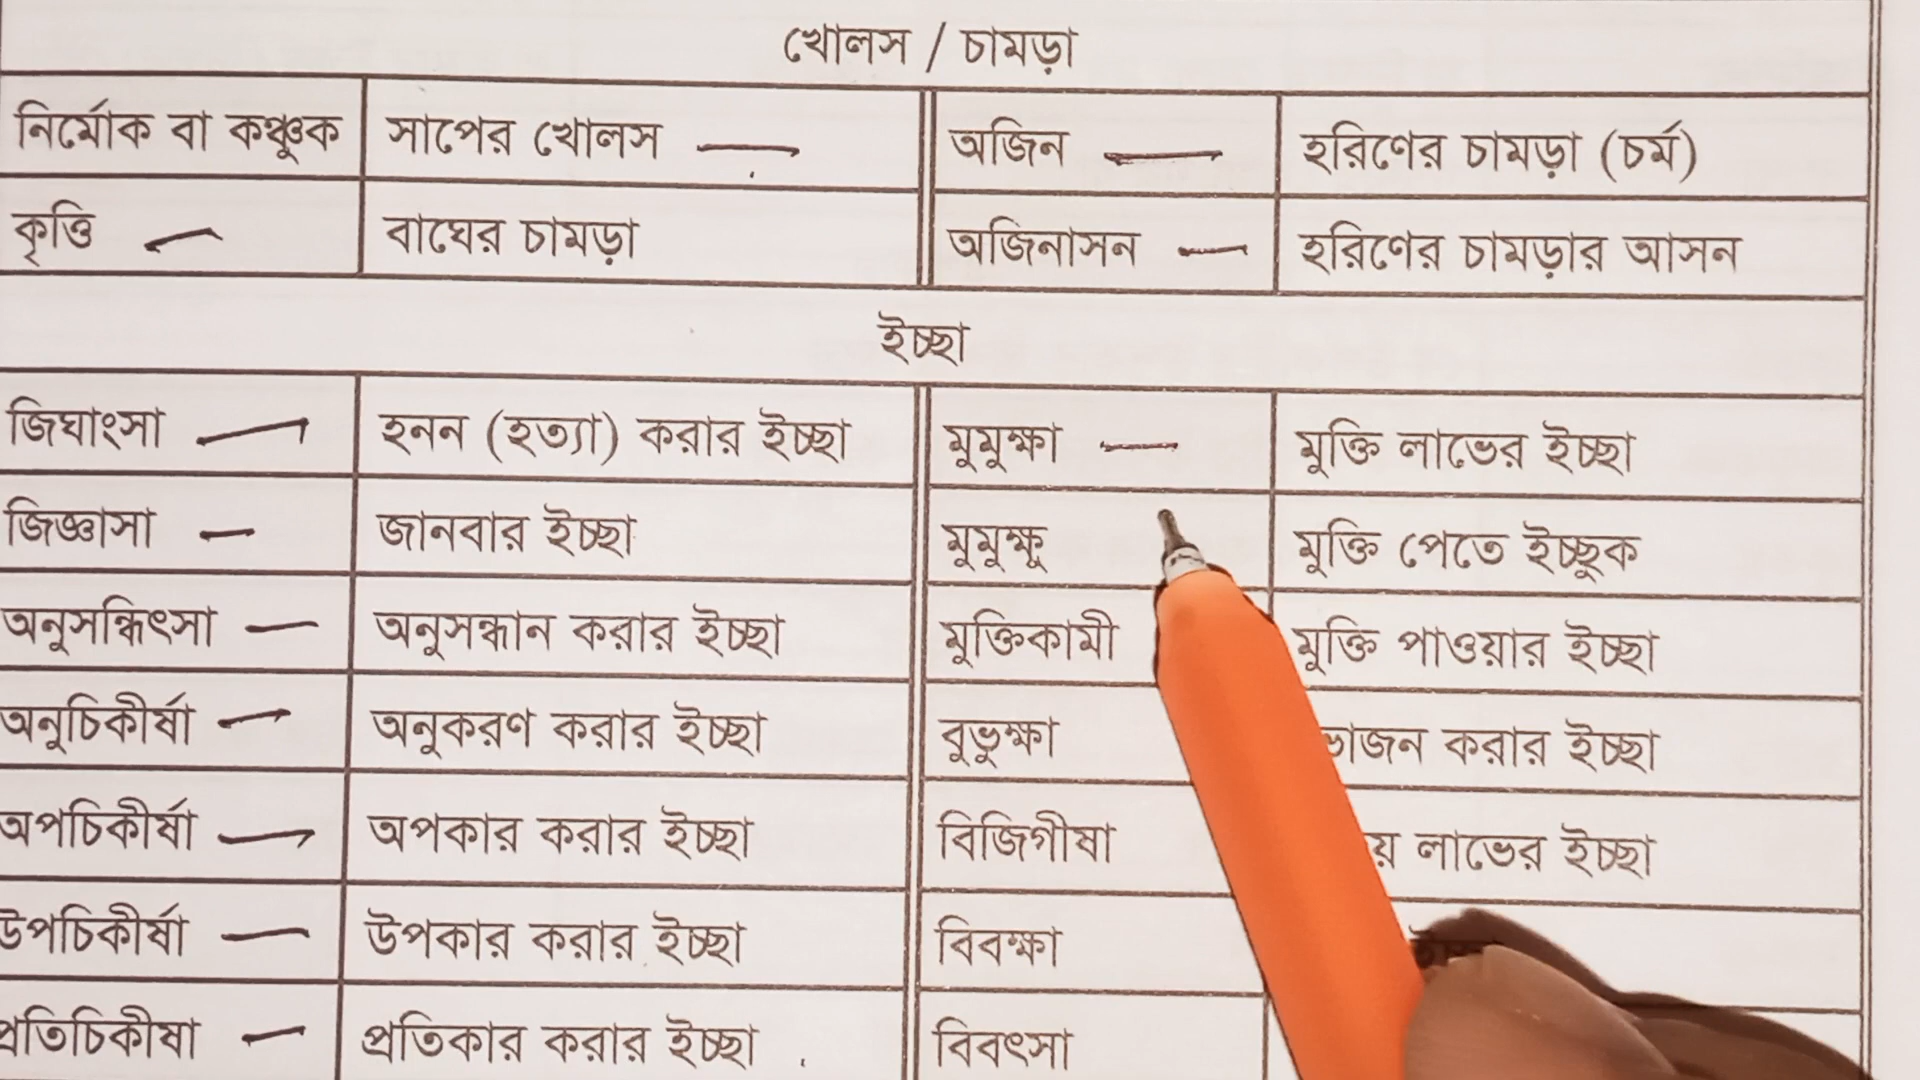 খোলস / চামড়া
নির্মোক বা কঞ্চুক সাপের খোলস অজিন হরিণের চামড়া (চর্ম)
কৃত্তি বাঘের চামড়া অজিনাসন হরিণের চামড়ার আসন
ইচ্ছা
জিঘাংসা হনন (হত্যা) করার ইচ্ছা মুমুক্ষা মুক্তি লাভের ইচ্ছা
জিজ্ঞাসা জানবার ইচ্ছা মুমুক্ষু মুক্তি পেতে ইচ্ছুক
অনুসন্ধিৎসা অনুসন্ধান করার ইচ্ছা মুক্তিকামী মুক্তি পাওয়ার ইচ্ছা
অনুচিকীর্ষা অনুকরণ করার ইচ্ছা বুভুক্ষা করার ইচ্ছা
অপচিকীর্ষা অপকার করার ইচ্ছা বিজিগীষা লাভের ইচ্ছা
উপচিকীর্ষা উপকার করার ইচ্ছা বিবক্ষা
প্রতিচিকীষা প্রতিকার করার ইচ্ছা বিবৎসা